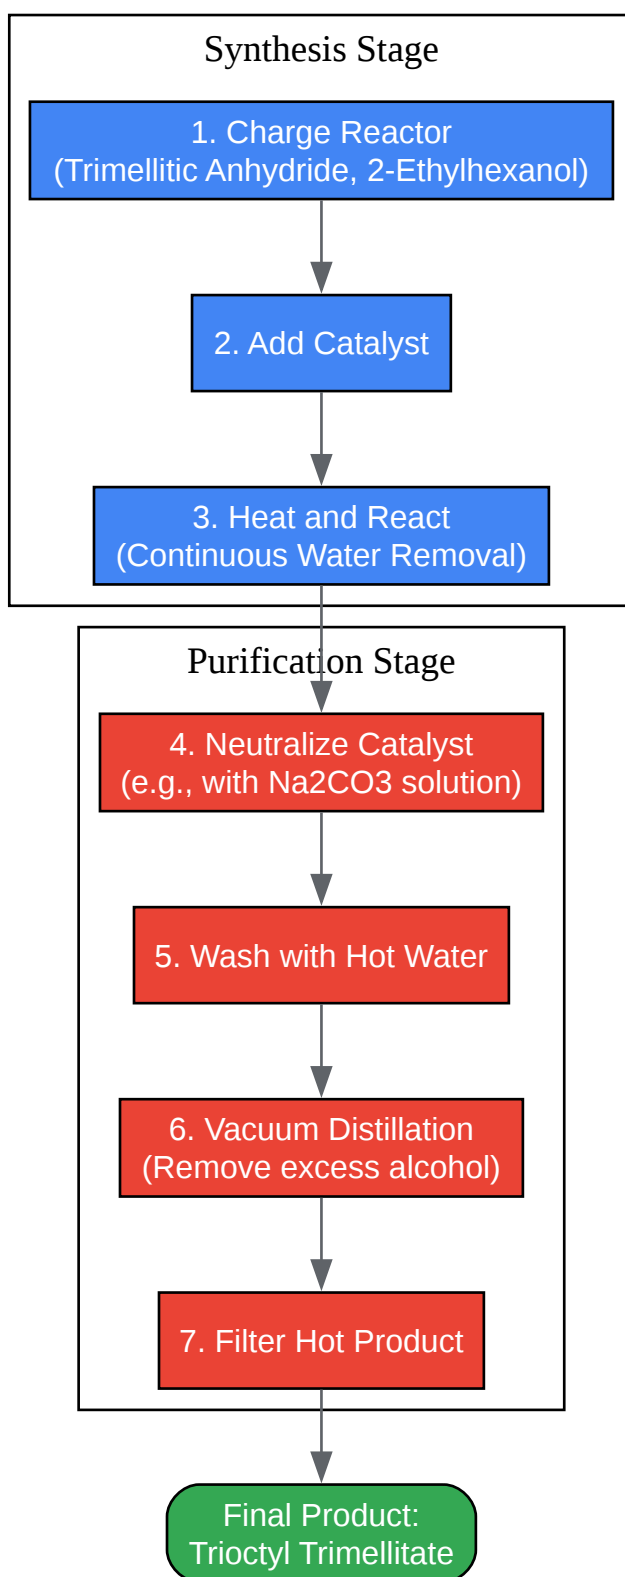 Synthesis Stage
1. Charge Reactor
(Trimellitic Anhydride, 2-Ethylhexanol)
2. Add Catalyst
3. Heat and React
(Continuous Water Removal)
Purification Stage
4. Neutralize Catalyst
(e.g., with Na2CO3 solution)
5. Wash with Hot Water
6. Vacuum Distillation
(Remove excess alcohol)
7. Filter Hot Product
Final Product:
Trioctyl Trimellitate